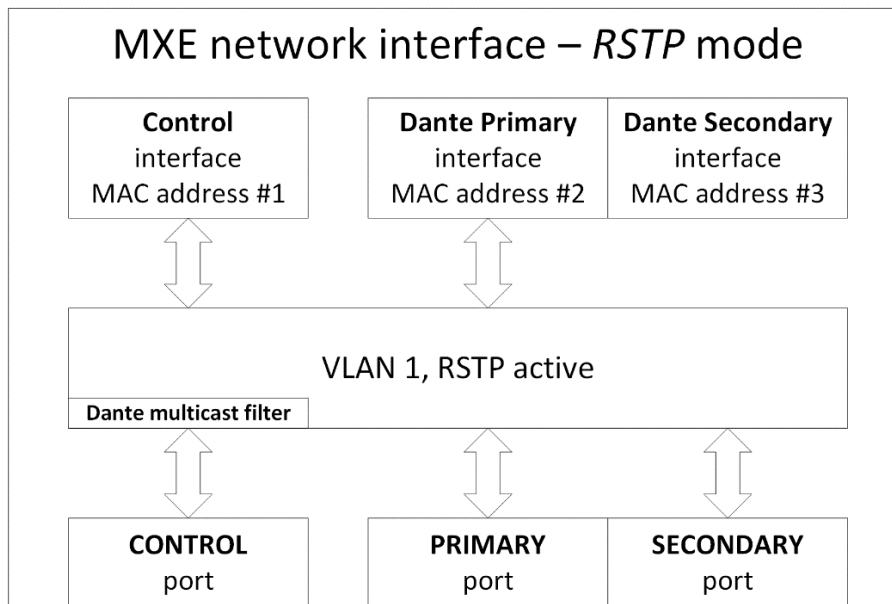 MXE network interface – RSTP mode
Control
interface
MAC address #1
Dante Primary
interface
MAC address #2
Dante Secondary
interface
MAC address #3
VLAN 1, RSTP active
Dante multicast filter
CONTROL
port
PRIMARY
port
SECONDARY
port